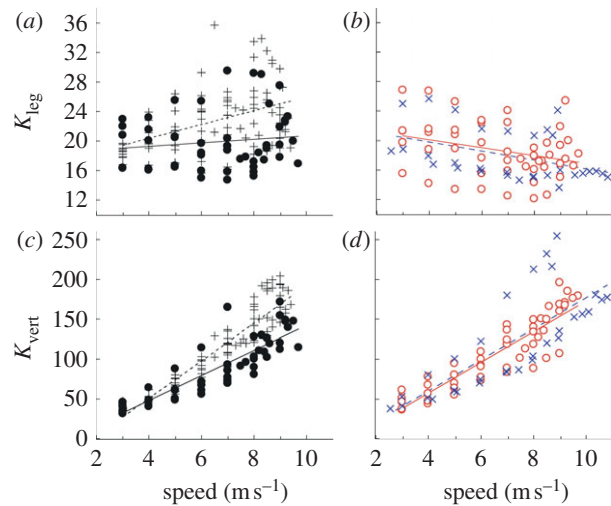 (a)
(b)
36
32
28
24
20
16
12
K_leg
(c)
(d)
250
200
150
100
50
0
K_vert
2 4 6 8 10
2 4 6 8 10
speed (m s⁻¹)
speed (m s⁻¹)